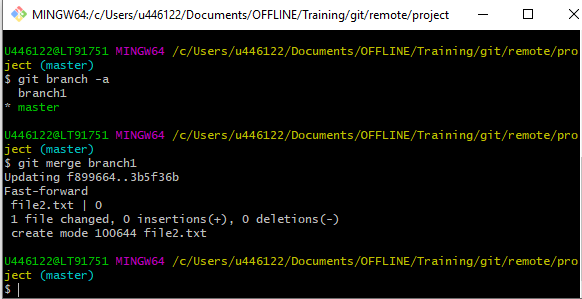 MINGW64:/c/Users/u446122/Documents/OFFLINE/Training/git/remote/project
U446122@LT91751 MINGW64 /c/Users/u446122/Documents/OFFLINE/Training/git/remote/pro
ject (master)
$ git branch -a
  branch1
* master
U446122@LT91751 MINGW64 /c/Users/u446122/Documents/OFFLINE/Training/git/remote/pro
ject (master)
$ git merge branch1
Updating f899664..3b5f36b
Fast-forward
 file2.txt | 0
 1 file changed, 0 insertions(+), 0 deletions(-)
 create mode 100644 file2.txt
U446122@LT91751 MINGW64 /c/Users/u446122/Documents/OFFLINE/Training/git/remote/pro
ject (master)
$